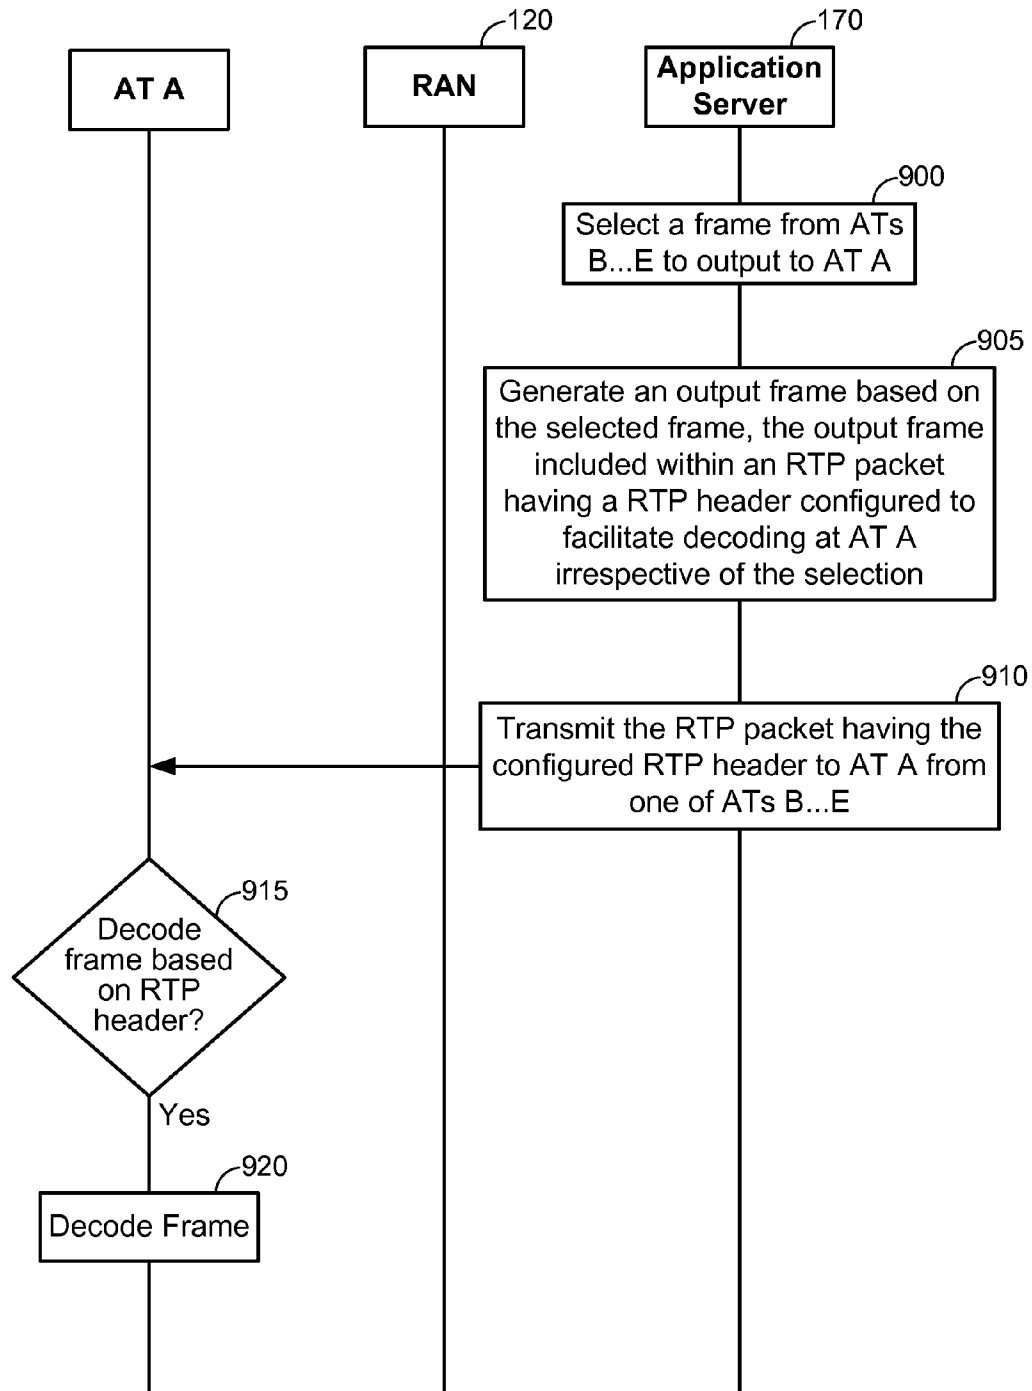 120
170
AT A
RAN
Application
Server
900
Select a frame from ATs
B...E to output to AT A
905
Generate an output frame based on
the selected frame, the output frame
included within an RTP packet
having a RTP header configured to
facilitate decoding at AT A
irrespective of the selection
910
Transmit the RTP packet having the
configured RTP header to AT A from
one of ATs B...E
915
Decode
frame based
on RTP
header?
Yes
920
Decode Frame